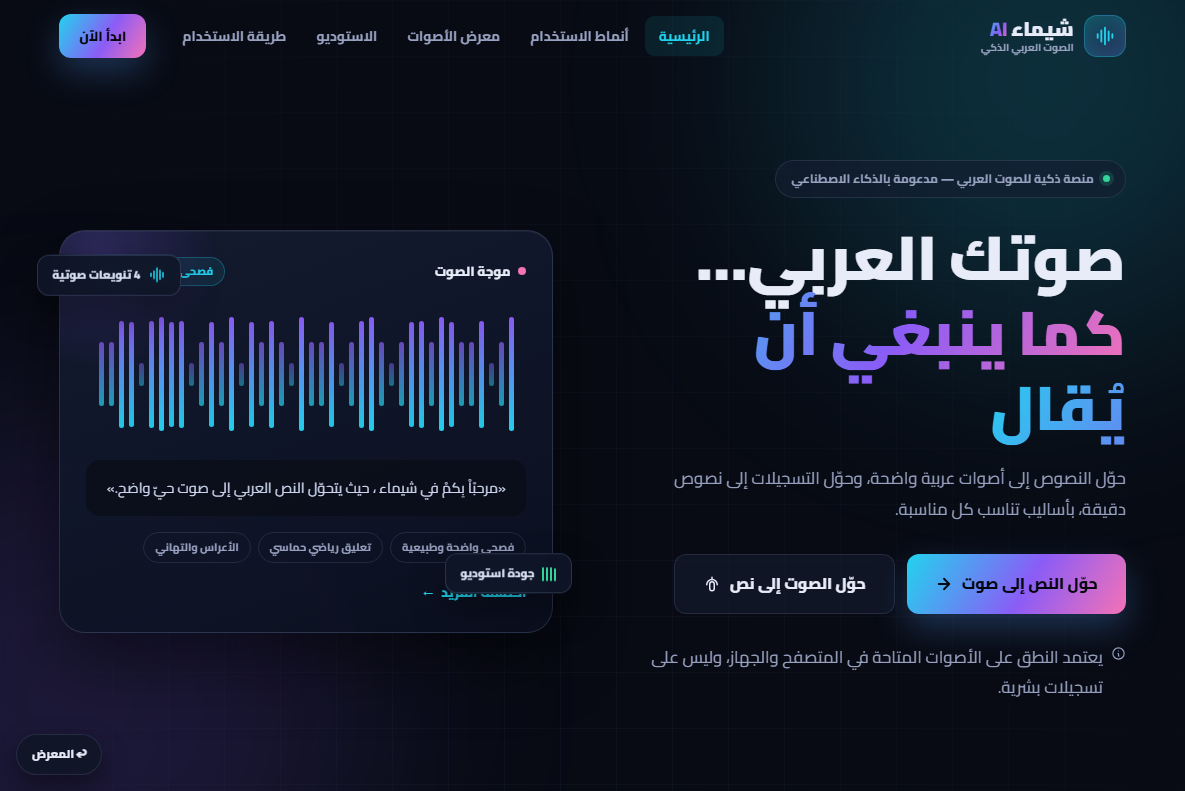 شيماء AI
الصوت العربي الذكي
الرئيسية
أنماط الاستخدام
معرض الأصوات
الاستوديو
طريقة الاستخدام
ابدأ الآن
منصة ذكية للصوت العربي — مدعومة بالذكاء الاصطناعي
صوتك العربي...
كما ينبغي أن
يُقال
حوّل النصوص إلى أصوات عربية واضحة، وحوّل التسجيلات إلى نصوص
دقيقة، بأساليب تناسب كل مناسبة.
حوّل النص إلى صوت →
حوّل الصوت إلى نص
يعتمد النطق على الأصوات المتاحة في المتصفح والجهاز، وليس على
تسجيلات بشرية.
موجة الصوت
فصحى
4 تنويعات صوتية
«مرحبًا بِكمُ في شيماء ، حيث يتحوّل النص العربي إلى صوت حيّ واضح.»
فصحى واضحة وطبيعية
تعليق رياضي حماسي
الأعراس والتهاني
جودة استوديو
المزيد ←
المعرض